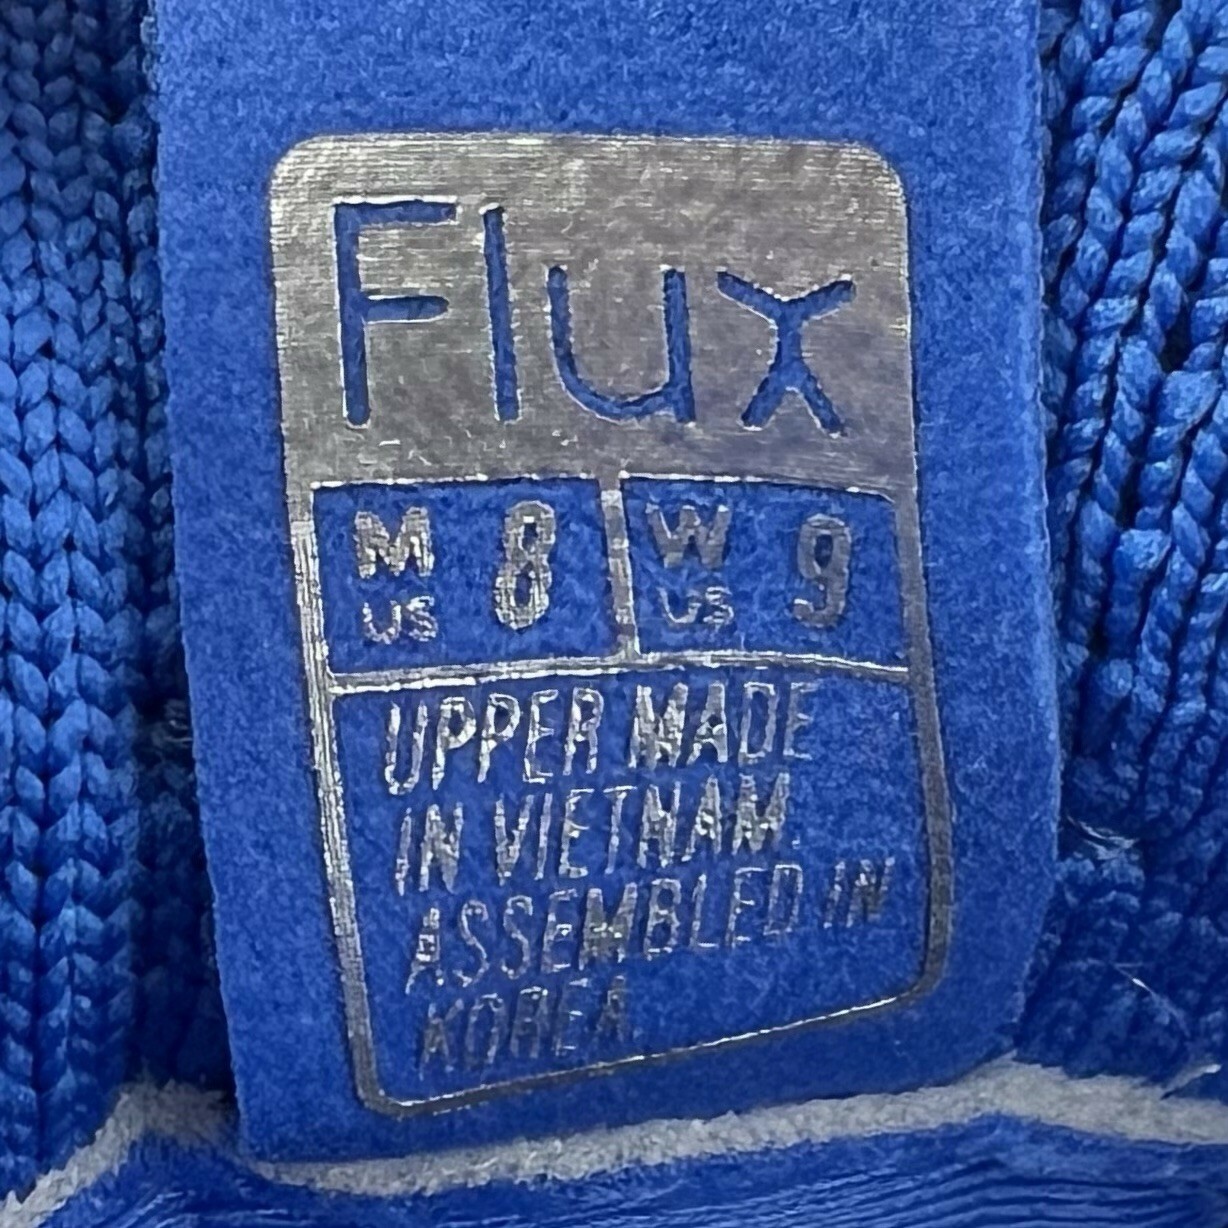 Flux
M US 8 W US 9
UPPER MADE
IN VIETNAM.
ASSEMBLED IN
KOREA.